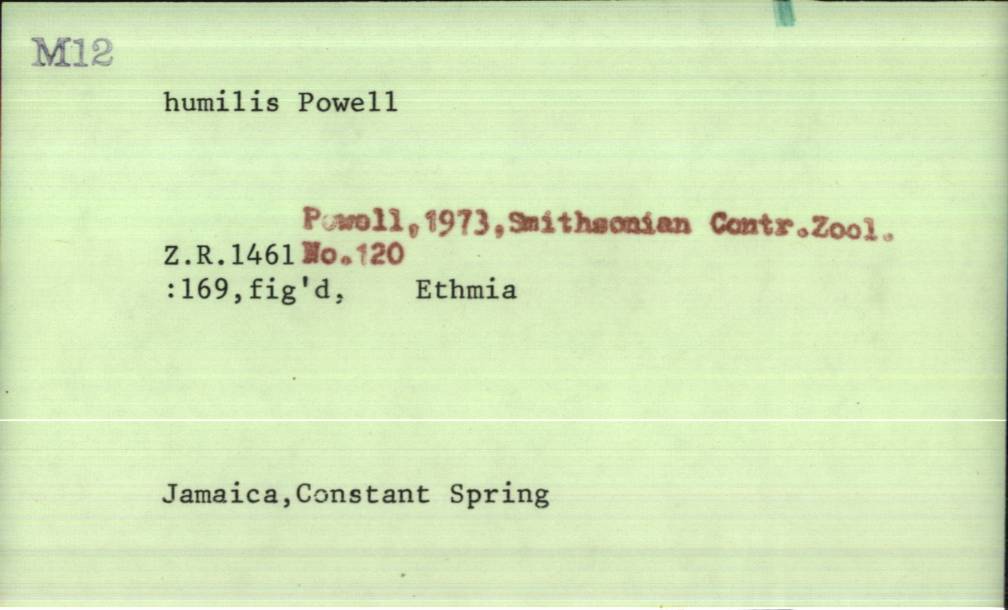 M12
humilis Powell
Powell,1973,Smithsonian Contr.Zool.
Z.R.1461 No.120
:169,fig'd, Ethmia
Jamaica,Constant Spring